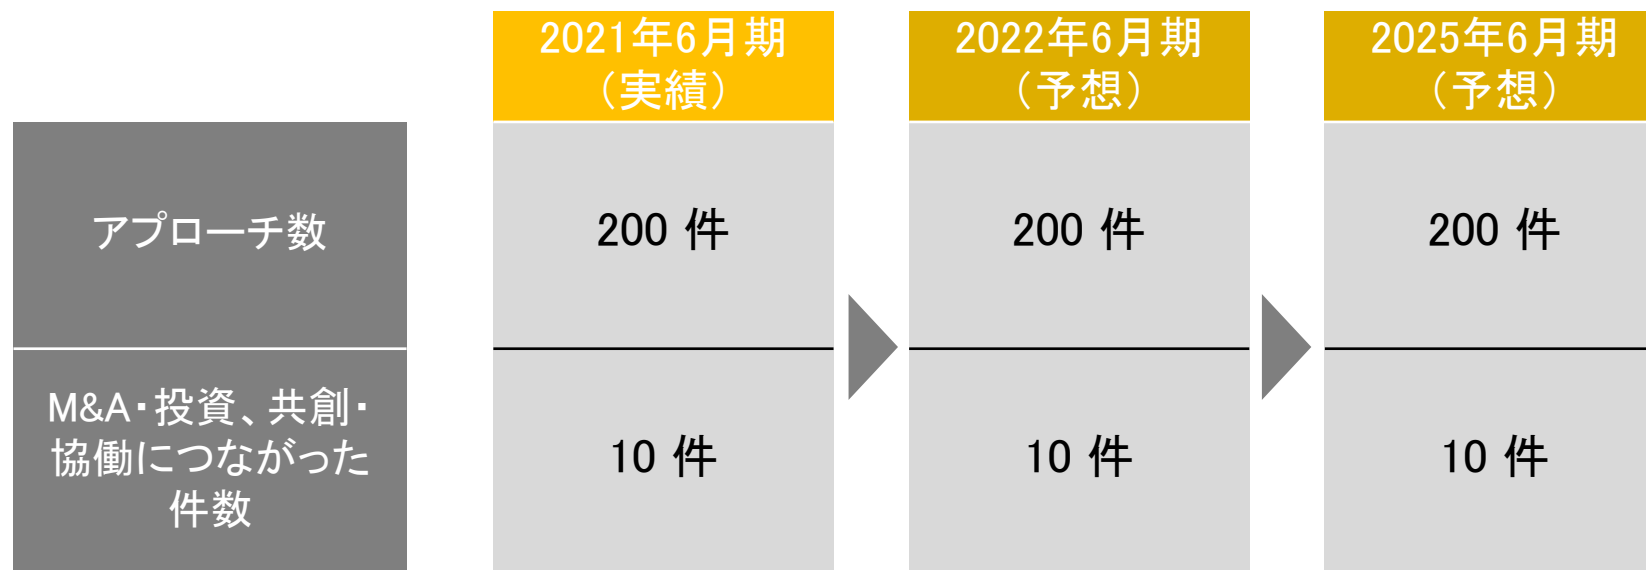 2021年6月期
（実績）
2022年6月期
（予想）
2025年6月期
（予想）
アプローチ数
200 件
200 件
200 件
M&A・投資、共創・
協働につながった
件数
10 件
10 件
10 件